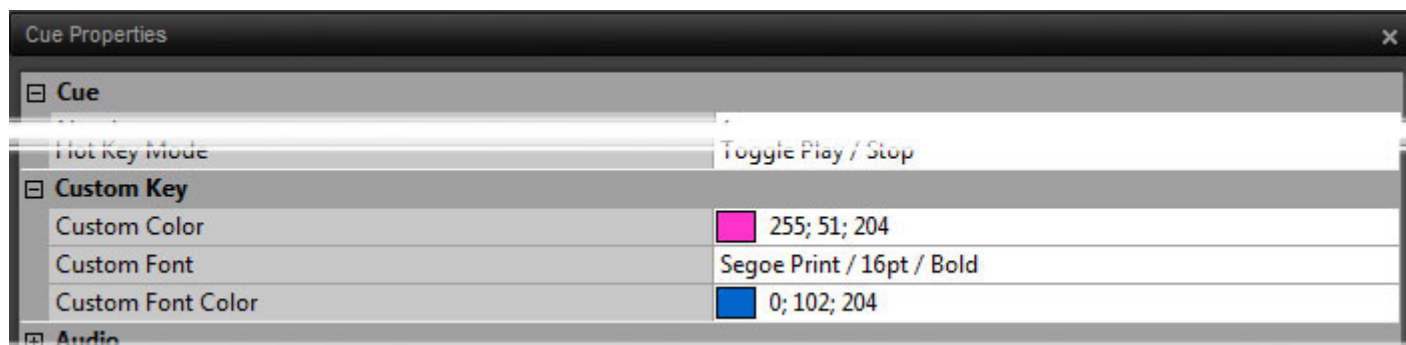 Cue Properties
Cue
Hot Key Mode Toggle Play / Stop
Custom Key
Custom Color 255; 51; 204
Custom Font Segoe Print / 16pt / Bold
Custom Font Color 0; 102; 204
Audio